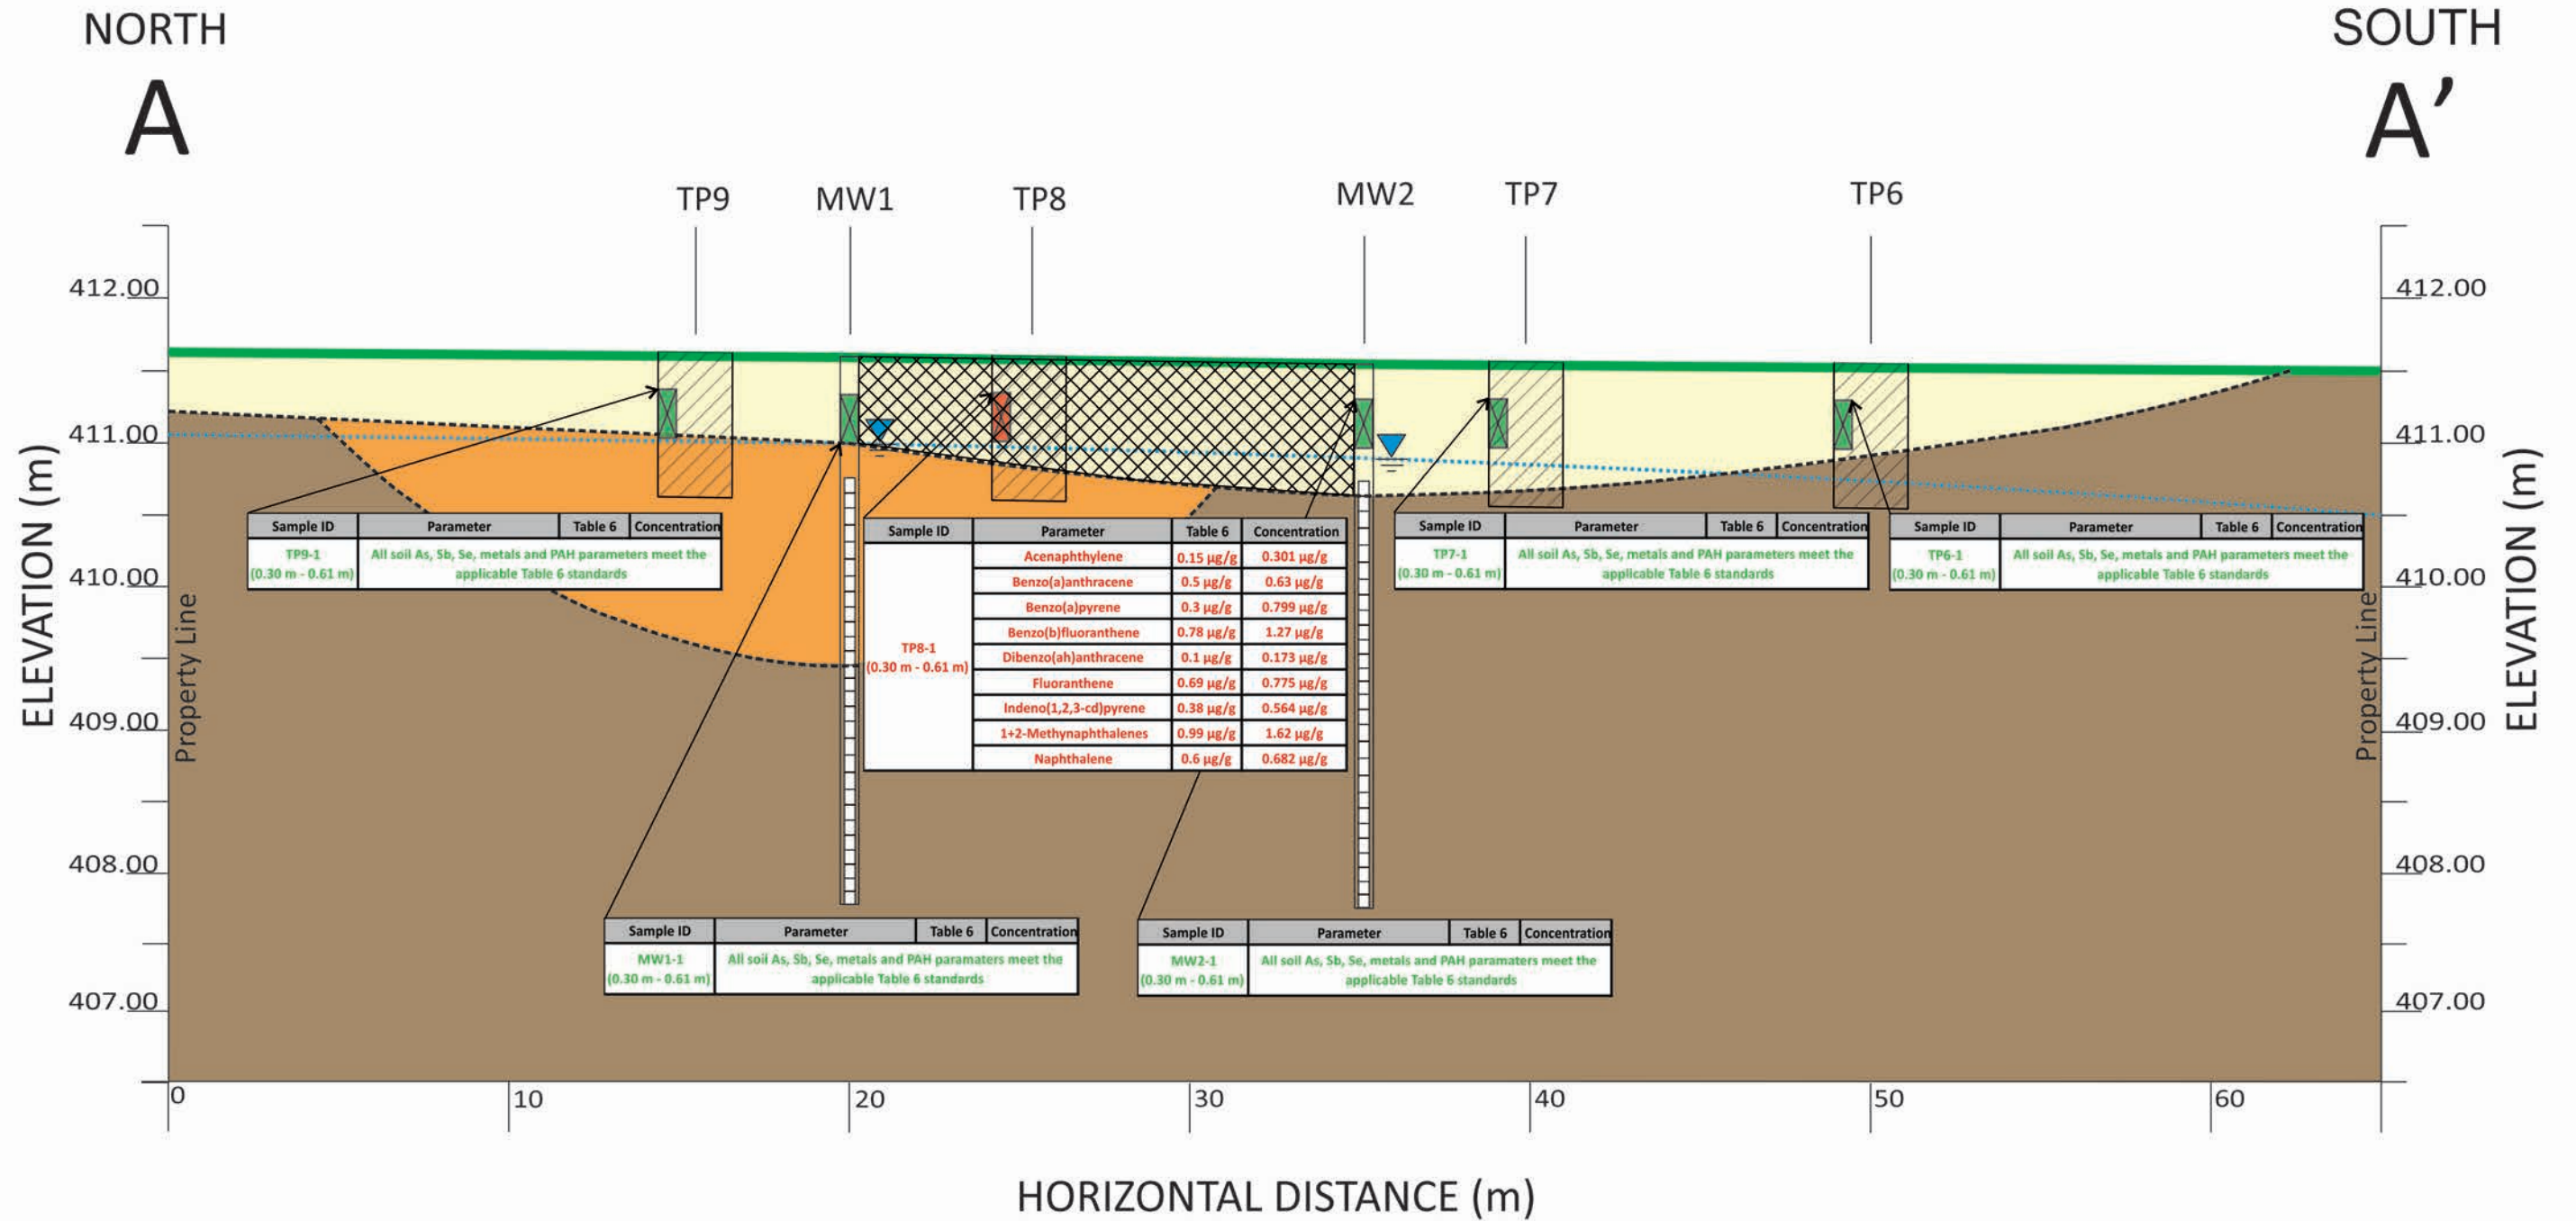 NORTH
SOUTH
A
A’
TP9
MW1
TP8
MW2
TP7
TP6
412.00
411.00
410.00
409.00
408.00
407.00
412.00
411.00
410.00
409.00
408.00
407.00
ELEVATION (m)
ELEVATION (m)
Property Line
Property Line
Sample ID Parameter Table 6 Concentration
TP9-1
(0.30 m - 0.61 m)
All soil As, Sb, Se, metals and PAH parameters meet the
applicable Table 6 standards
Sample ID Parameter Table 6 Concentration
TP8-1
(0.30 m - 0.61 m)
Acenaphthylene 0.15 µg/g 0.301 µg/g
Benzo(a)anthracene 0.5 µg/g 0.63 µg/g
Benzo(a)pyrene 0.3 µg/g 0.799 µg/g
Benzo(b)fluoranthene 0.78 µg/g 1.27 µg/g
Dibenzo(ah)anthracene 0.1 µg/g 0.173 µg/g
Fluoranthene 0.69 µg/g 0.775 µg/g
Indeno(1,2,3-cd)pyrene 0.38 µg/g 0.564 µg/g
1+2-Methynaphthalenes 0.99 µg/g 1.62 µg/g
Naphthalene 0.6 µg/g 0.682 µg/g
Sample ID Parameter Table 6 Concentration
TP7-1
(0.30 m - 0.61 m)
All soil As, Sb, Se, metals and PAH parameters meet the
applicable Table 6 standards
Sample ID Parameter Table 6 Concentration
TP6-1
(0.30 m - 0.61 m)
All soil As, Sb, Se, metals and PAH parameters meet the
applicable Table 6 standards
Sample ID Parameter Table 6 Concentration
MW1-1
(0.30 m - 0.61 m)
All soil As, Sb, Se, metals and PAH paramaters meet the
applicable Table 6 standards
Sample ID Parameter Table 6 Concentration
MW2-1
(0.30 m - 0.61 m)
All soil As, Sb, Se, metals and PAH paramaters meet the
applicable Table 6 standards
0 10 20 30 40 50 60
HORIZONTAL DISTANCE (m)